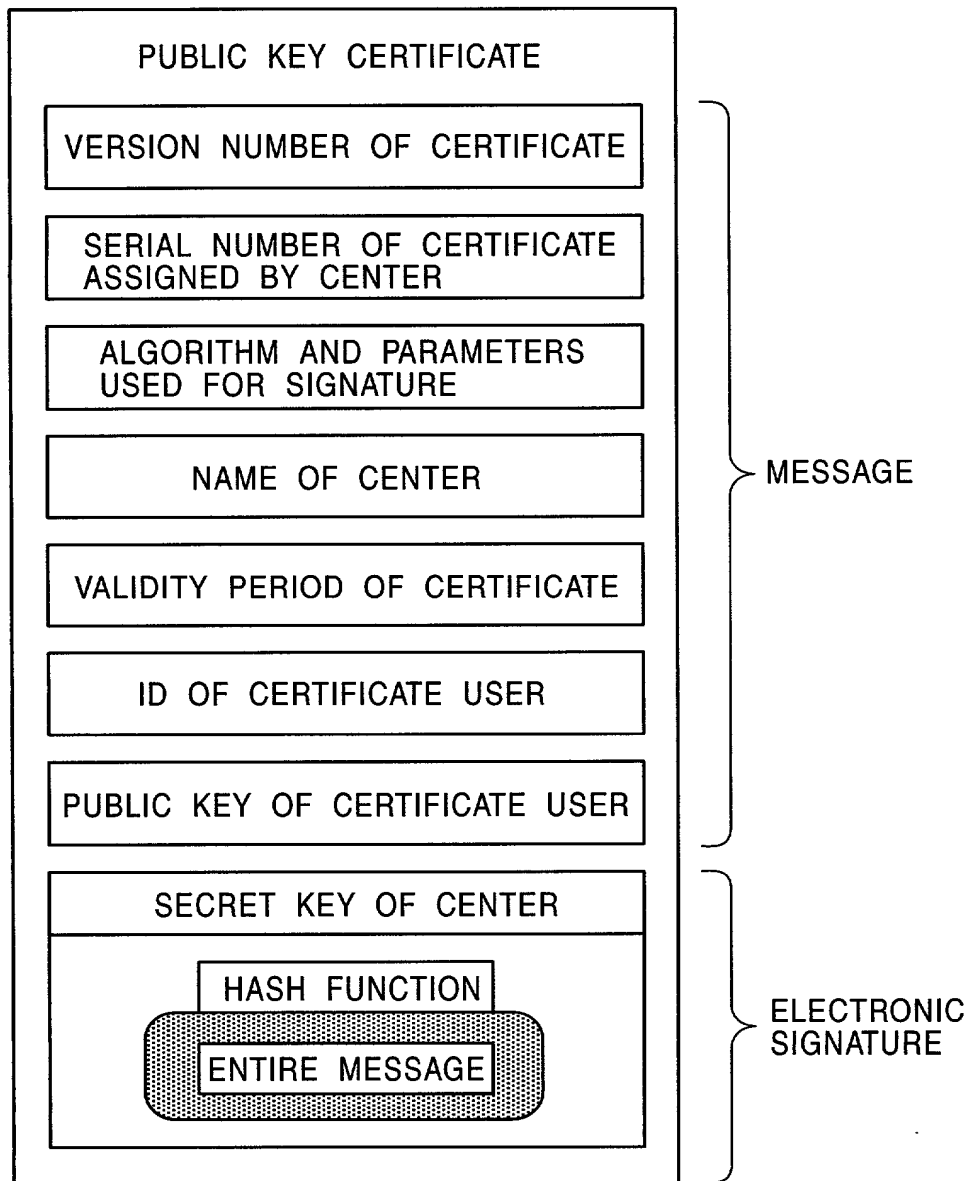 PUBLIC KEY CERTIFICATE
VERSION NUMBER OF CERTIFICATE
SERIAL NUMBER OF CERTIFICATE
ASSIGNED BY CENTER
ALGORITHM AND PARAMETERS
USED FOR SIGNATURE
NAME OF CENTER
VALIDITY PERIOD OF CERTIFICATE
ID OF CERTIFICATE USER
PUBLIC KEY OF CERTIFICATE USER
MESSAGE
SECRET KEY OF CENTER
HASH FUNCTION
ENTIRE MESSAGE
ELECTRONIC
SIGNATURE